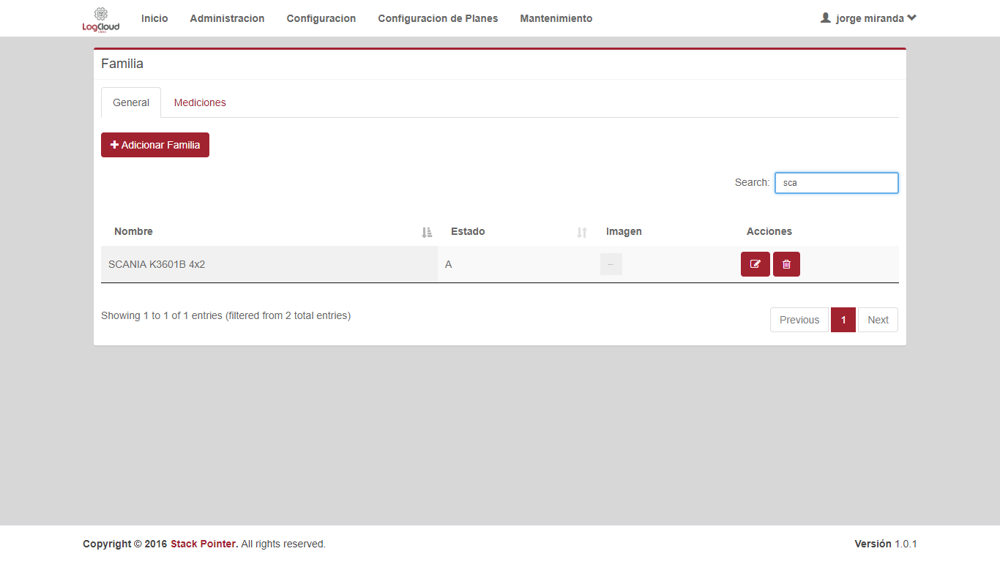 LogCloud
Inicio Administracion Configuracion Configuracion de Planes Mantenimiento jorge miranda
Familia
General Mediciones
Adicionar Familia
Search: sca
Nombre Estado Imagen Acciones
SCANIA K3601B 4x2 A
Showing 1 to 1 of 1 entries (filtered from 2 total entries)
Previous 1 Next
Copyright © 2016 Stack Pointer. All rights reserved. Versión 1.0.1